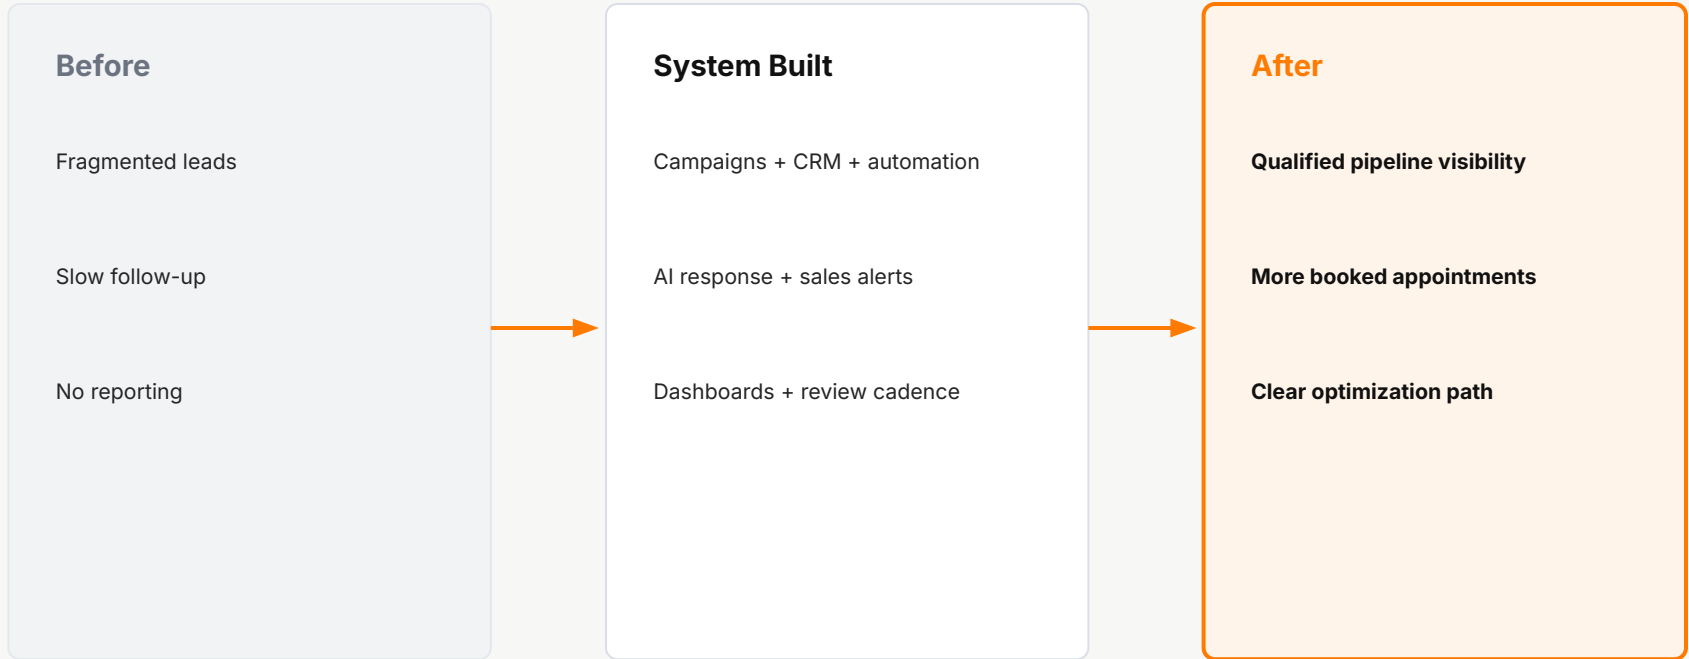 Before
Fragmented leads
Slow follow-up
No reporting
System Built
Campaigns + CRM + automation
AI response + sales alerts
Dashboards + review cadence
After
Qualified pipeline visibility
More booked appointments
Clear optimization path